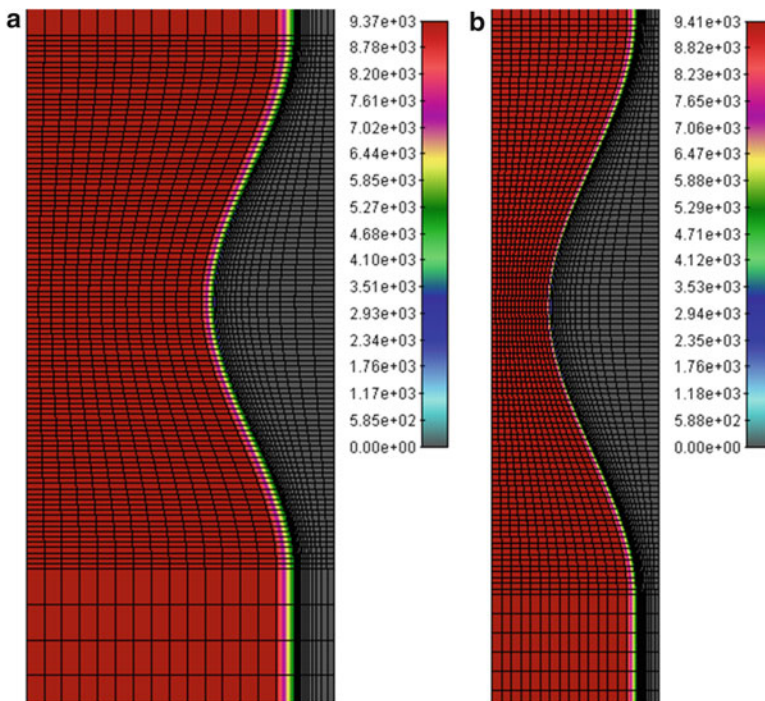 a
9.37e+03
8.78e+03
8.20e+03
7.61e+03
7.02e+03
6.44e+03
5.85e+03
5.27e+03
4.68e+03
4.10e+03
3.51e+03
2.93e+03
2.34e+03
1.76e+03
1.17e+03
5.85e+02
0.00e+00
b
9.41e+03
8.82e+03
8.23e+03
7.65e+03
7.06e+03
6.47e+03
5.88e+03
5.29e+03
4.71e+03
4.12e+03
3.53e+03
2.94e+03
2.35e+03
1.76e+03
1.18e+03
5.88e+02
0.00e+00